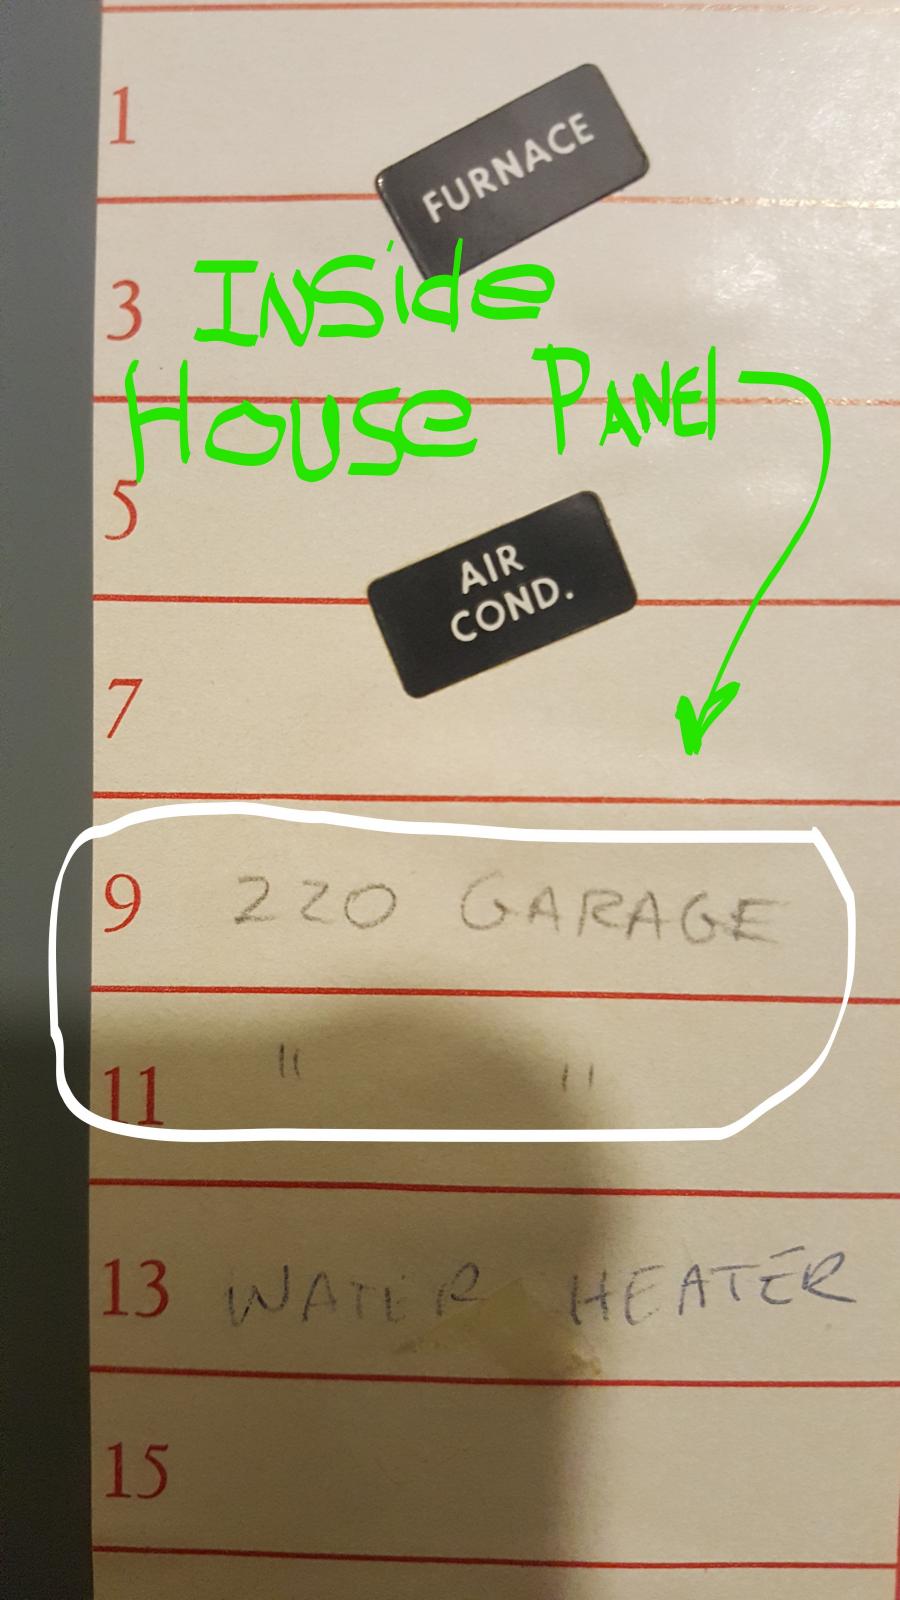 1
FURNACE
3 INSide
House PANEl
5
AIR
COND.
7
9 220 GARAGE
11 " "
13 WATER HEATER
15